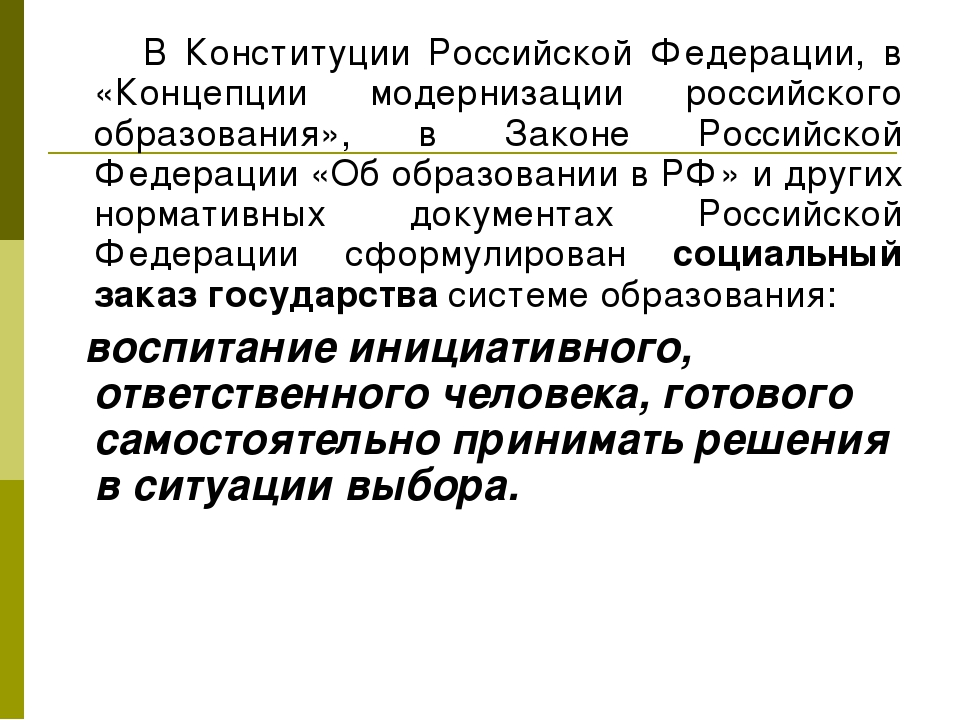 В Конституции Российской Федерации, в
«Концепции модернизации российского
образования», в Законе Российской
Федерации «Об образовании в РФ» и других
нормативных документах Российской
Федерации сформулирован социальный
заказ государства системе образования:
воспитание инициативного,
ответственного человека, готового
самостоятельно принимать решения
в ситуации выбора.